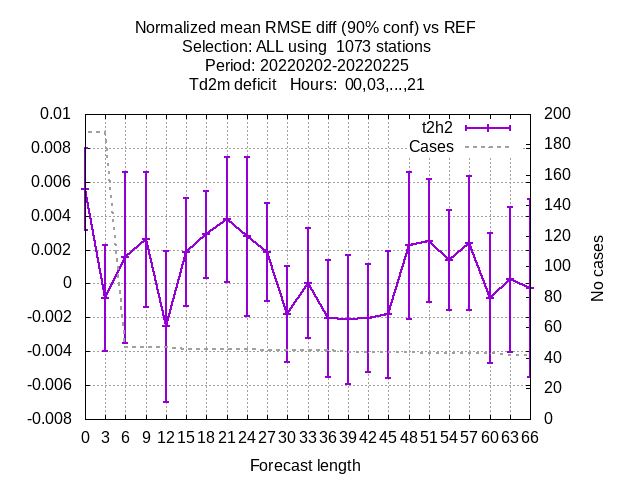 Normalized mean RMSE diff (90% conf) vs REF
Selection: ALL using  1073 stations
Period: 20220202-20220225
Td2m deficit   Hours:  00,03,...,21
t2h2
Cases
0.01
0.008
0.006
0.004
0.002
0
-0.002
-0.004
-0.006
-0.008
200
180
160
140
120
100
80
60
40
20
0
No cases
0 3 6 9 12 15 18 21 24 27 30 33 36 39 42 45 48 51 54 57 60 63 66
Forecast length